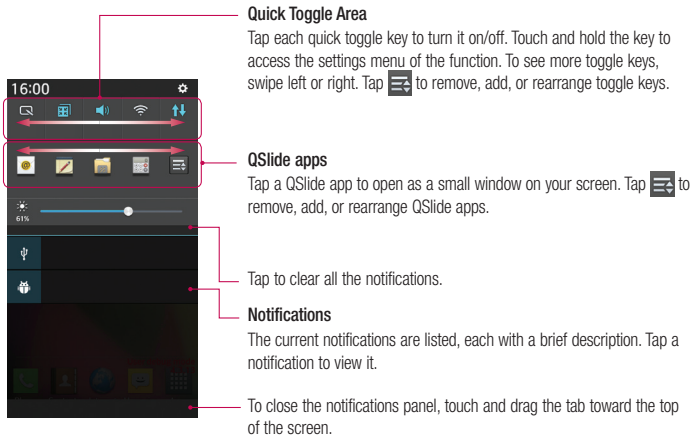 Quick Toggle Area
Tap each quick toggle key to turn it on/off. Touch and hold the key to
access the settings menu of the function. To see more toggle keys,
swipe left or right. Tap to remove, add, or rearrange toggle keys.
16:00
QSlide apps
Tap a QSlide app to open as a small window on your screen. Tap to
remove, add, or rearrange QSlide apps.
61%
Tap to clear all the notifications.
Notifications
The current notifications are listed, each with a brief description. Tap a
notification to view it.
To close the notifications panel, touch and drag the tab toward the top
of the screen.